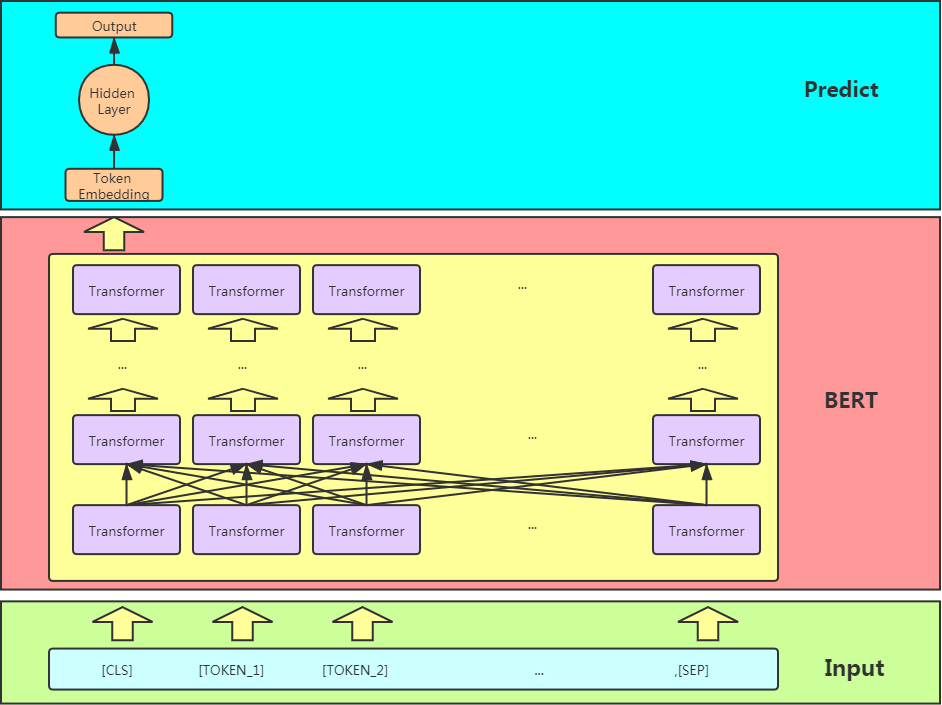 Output
Hidden
Layer
Predict
Token
Embedding
Transformer Transformer Transformer ... Transformer
... ... ... ...
BERT
Transformer Transformer Transformer ... Transformer
Transformer Transformer Transformer ... Transformer
[CLS] [TOKEN_1] [TOKEN_2] ... ,[SEP]
Input